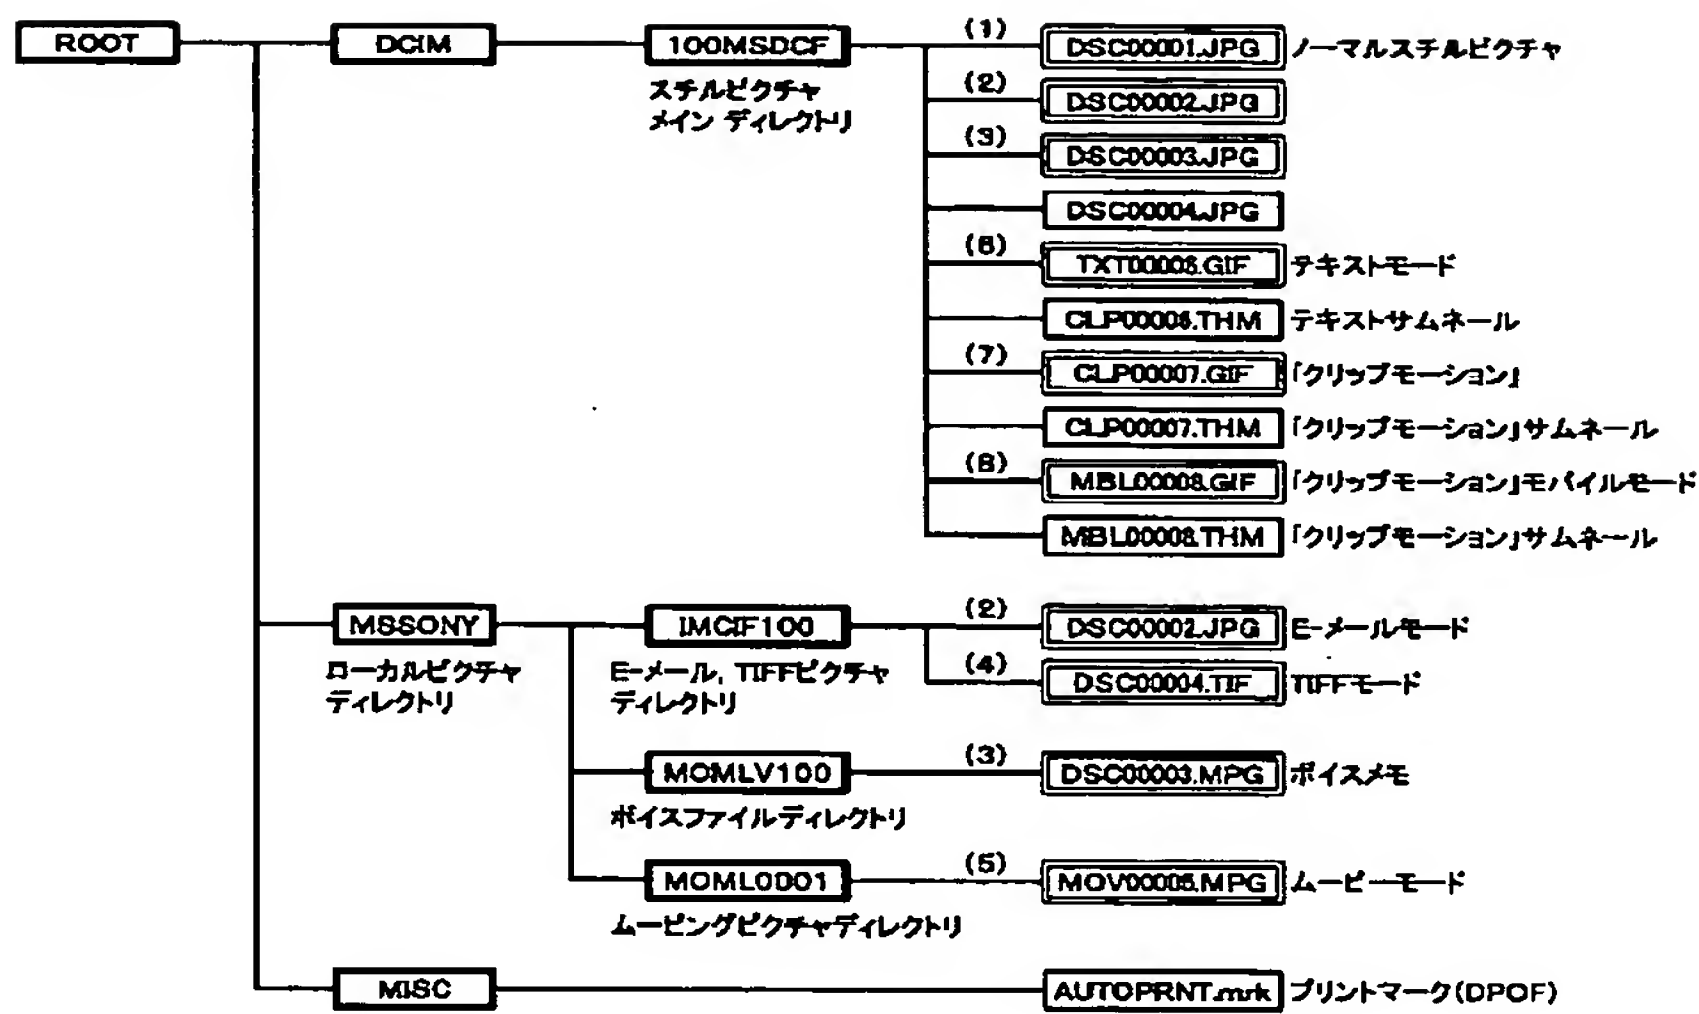 ROOT
DCIM
100MSDCF
スチルピクチャ
メイン ディレクトリ
(1)
DSC00001.JPG
ノーマルスチルピクチャ
(2)
DSC00002.JPG
(3)
DSC00003.JPG
DSC00004.JPG
(6)
TXT00006.GIF
テキストモード
CLP00006.THM
テキストサムネール
(7)
CLP00007.GIF
「クリップモーション」
CLP00007.THM
「クリップモーション」サムネール
(8)
MBL00008.GIF
「クリップモーション」モバイルモード
MBL00008.THM
「クリップモーション」サムネール
MSSONY
ローカルピクチャ
ディレクトリ
IMCIF100
E-メール, TIFFピクチャ
ディレクトリ
(2)
DSC00002.JPG
E-メールモード
(4)
DSC00004.TIF
TIFFモード
MOMLV100
ボイスファイルディレクトリ
(3)
DSC00003.MPG
ボイスメモ
MOML0001
ムービングピクチャディレクトリ
(5)
MOV00005.MPG
ムービーモード
MISC
AUTOPRNT.mrk
プリントマーク(DPOF)